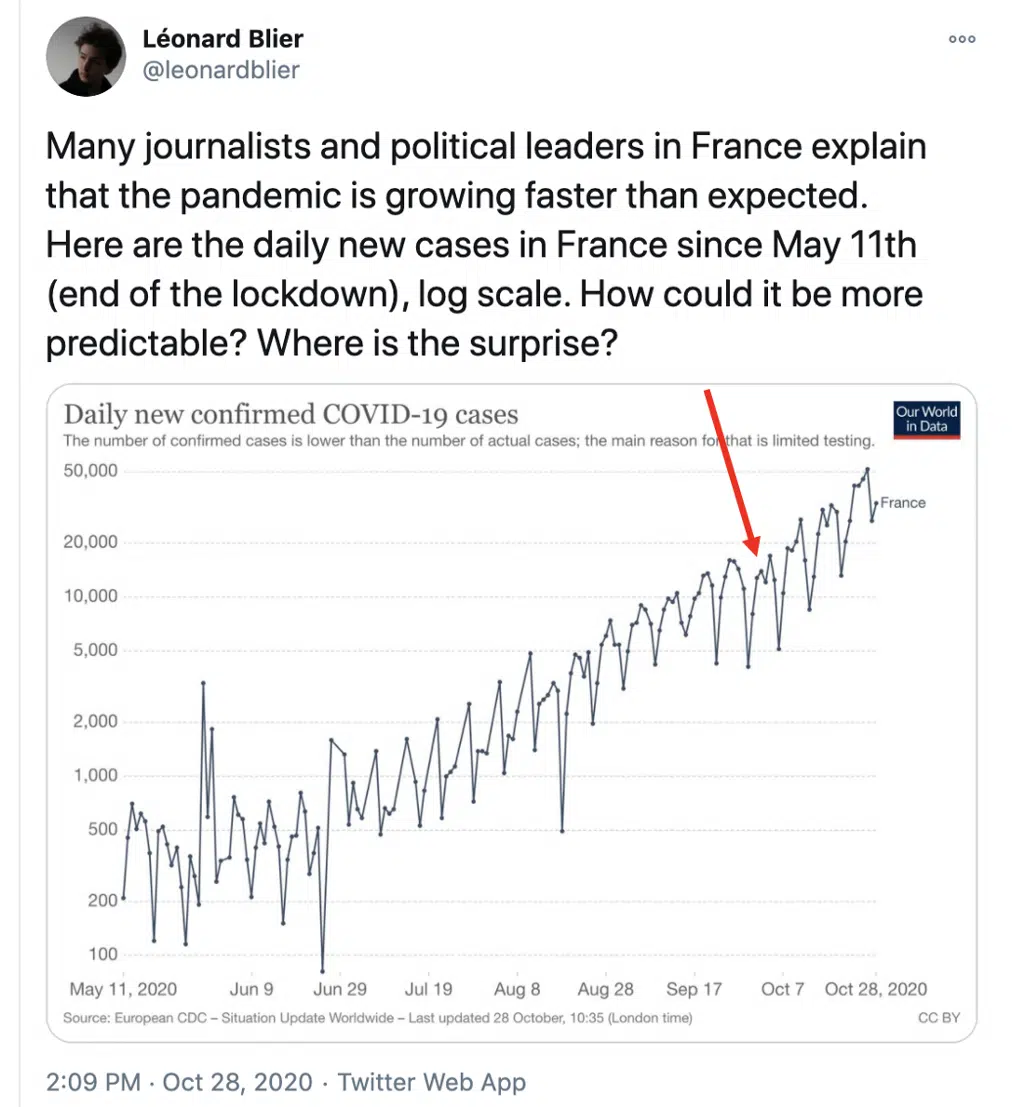 Léonard Blier
@leonardblier
Many journalists and political leaders in France explain
that the pandemic is growing faster than expected.
Here are the daily new cases in France since May 11th
(end of the lockdown), log scale. How could it be more
predictable? Where is the surprise?
Daily new confirmed COVID-19 cases
The number of confirmed cases is lower than the number of actual cases; the main reason for that is limited testing.
Our World
in Data
50,000
France
20,000
10,000
5,000
2,000
1,000
500
200
100
May 11, 2020 Jun 9 Jun 29 Jul 19 Aug 8 Aug 28 Sep 17 Oct 7 Oct 28, 2020
Source: European CDC – Situation Update Worldwide – Last updated 28 October, 10:35 (London time) CC BY
2:09 PM · Oct 28, 2020 · Twitter Web App